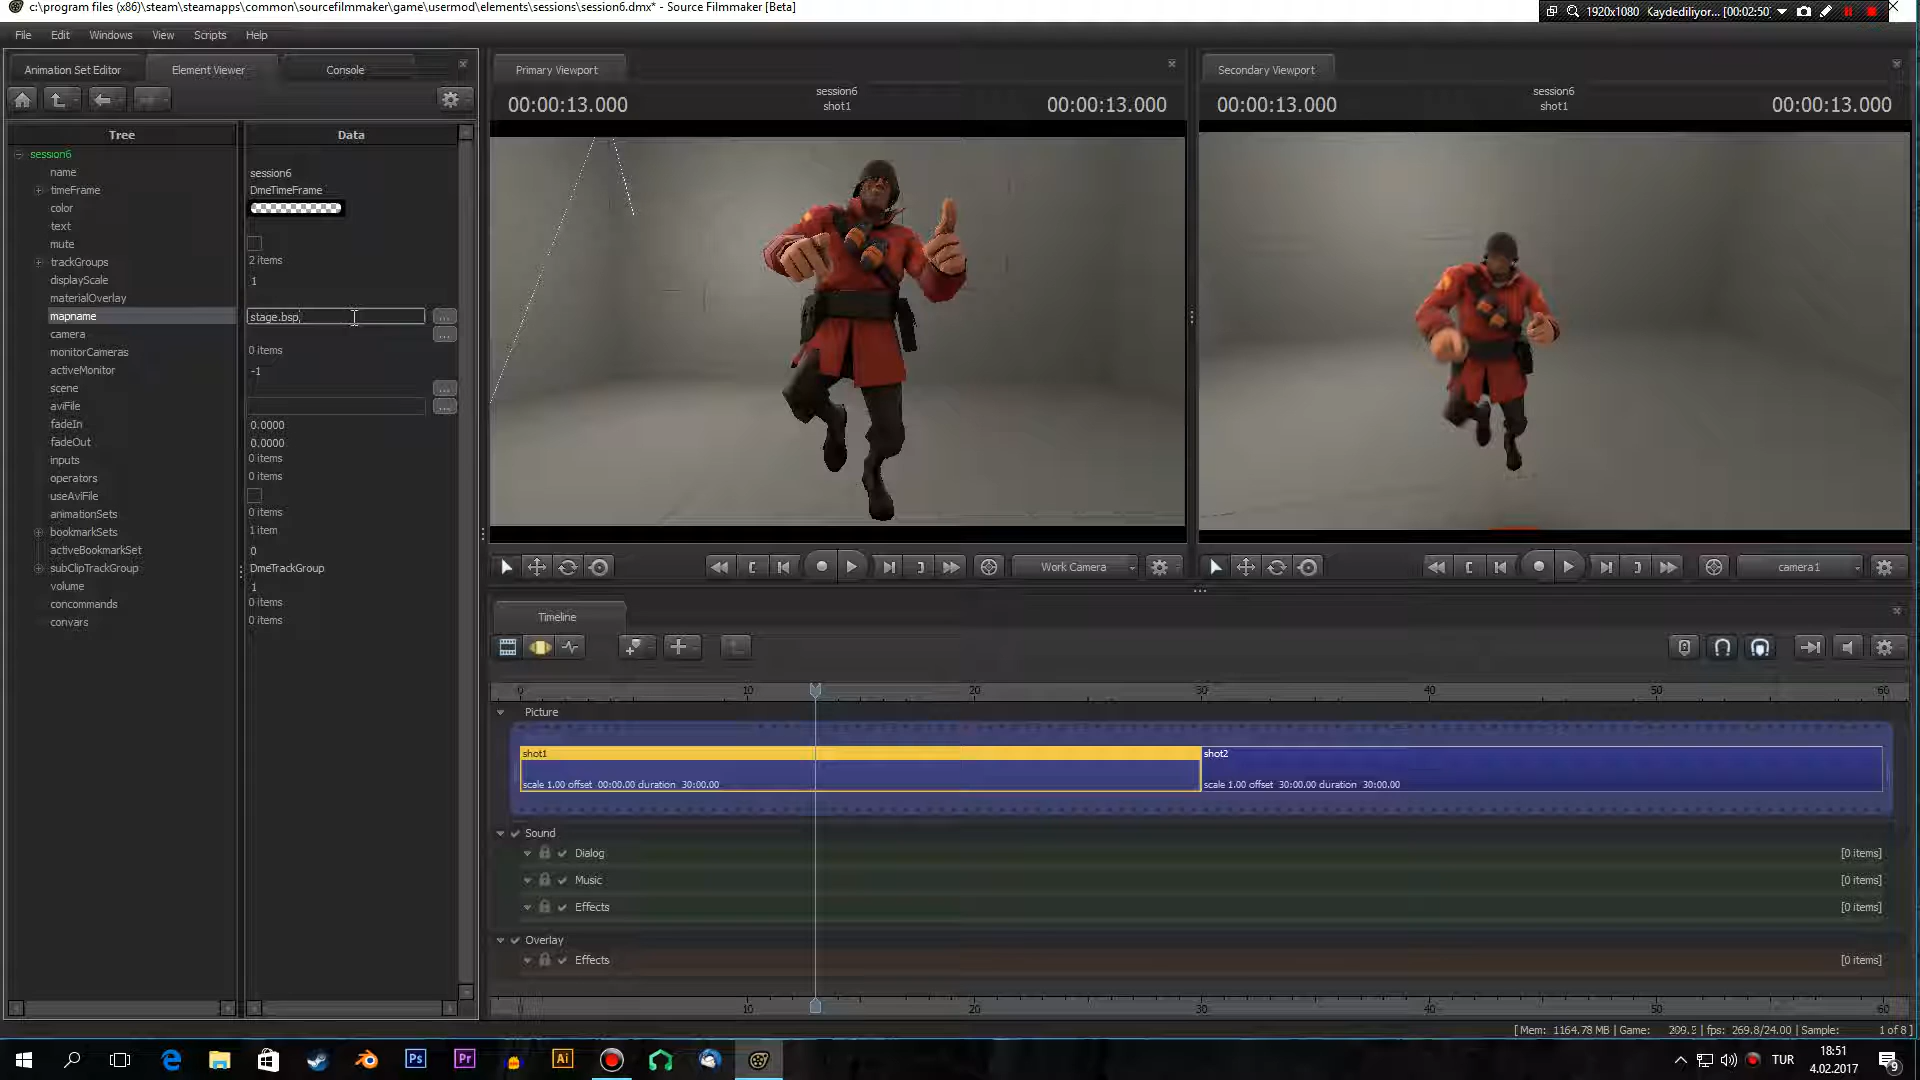 c:\program files (x86)\steam\steamapps\common\sourcefilmmaker\game\usermod\elements\sessions\session6.dmx* - Source Filmmaker [Beta]
1920x1080 Kaydediliyor... [00:02:50]
File Edit Windows View Scripts Help
Animation Set Editor Element Viewer Console
Tree Data
session6
name session6
timeFrame DmeTimeFrame
color
text
mute
trackGroups 2 items
displayScale 1
materialOverlay
mapname stage.bsp
camera
monitorCameras 0 items
activeMonitor -1
scene
aviFile
fadeIn 0.0000
fadeOut 0.0000
inputs 0 items
operators 0 items
useAviFile
animationSets 0 items
bookmarkSets 1 item
activeBookmarkSet 0
subClipTrackGroup DmeTrackGroup
volume 1
concommands 0 items
convars 0 items
Primary Viewport
00:00:13.000 session6 00:00:13.000
shot1
Work Camera
Secondary Viewport
00:00:13.000 session6 00:00:13.000
shot1
camera1
Timeline
0 10 20 30 40 50 60
Picture
shot1 shot2
scale 1.00 offset 00:00.00 duration 30:00.00 scale 1.00 offset 30:00.00 duration 30:00.00
Sound
Dialog [0 items]
Music [0 items]
Effects [0 items]
Overlay
Effects [0 items]
0 10 20 30 40 50 60
[ Mem: 1164.78 MB | Game: 209.5 | fps: 269.8/24.00 | Sample: 1 of 8 ]
Ps Pr Ai
TUR
18:51
4.02.2017
9